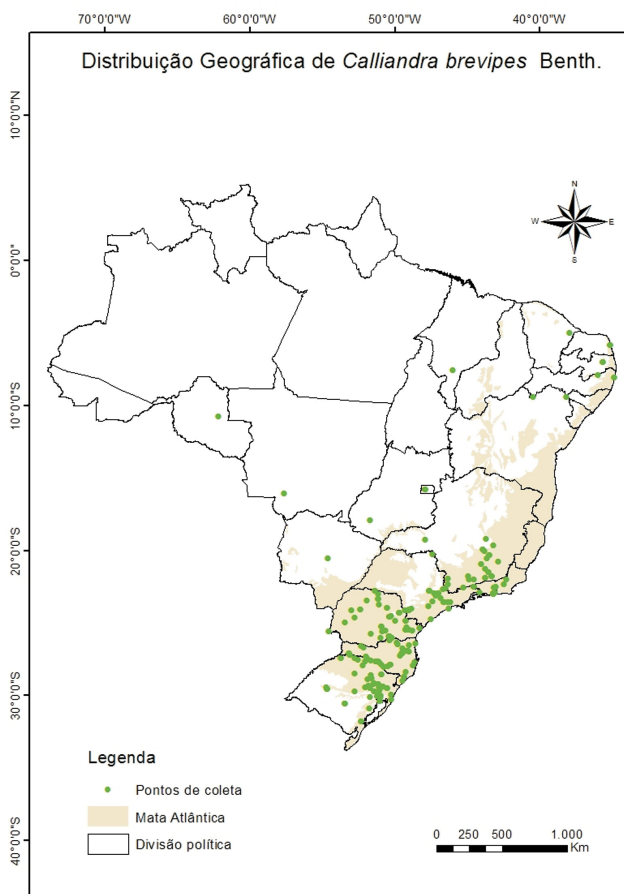 70°0'0"W 60°0'0"W 50°0'0"W 40°0'0"W
Distribuição Geográfica de Calliandra brevipes Benth.
10°0'0"N
0°0'0"
10°0'0"S
20°0'0"S
30°0'0"S
40°0'0"S
N
W E
S
Legenda
Pontos de coleta
Mata Atlântica
Divisão política
0 250 500 1.000
Km